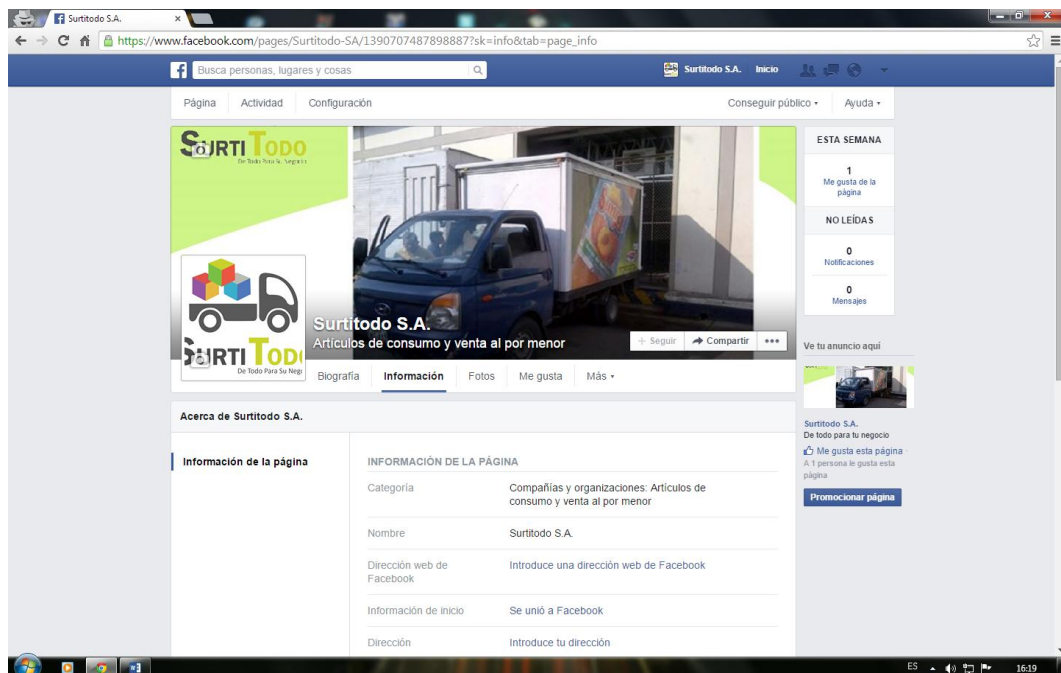 Surtitodo S.A.
https://www.facebook.com/pages/Surtitodo-SA/1390707487898887?sk=info&tab=page_info
Busca personas, lugares y cosas
Surtitodo S.A. Inicio
Página Actividad Configuración
Conseguir público Ayuda
SURTI TODO
De Todo Para Su Negocio
SURTI TODO
De Todo Para Su Nego
Surtitodo S.A.
Artículos de consumo y venta al por menor
+ Seguir Compartir
Biografía Información Fotos Me gusta Más
Acerca de Surtitodo S.A.
Información de la página
INFORMACIÓN DE LA PÁGINA
Categoría Compañías y organizaciones: Artículos de
consumo y venta al por menor
Nombre Surtitodo S.A.
Dirección web de Introduce una dirección web de Facebook
Facebook
Información de inicio Se unió a Facebook
Dirección Introduce tu dirección
ESTA SEMANA
1
Me gusta de la
página
NO LEÍDAS
0
Notificaciones
0
Mensajes
Ve tu anuncio aquí
Surtitodo S.A.
De todo para tu negocio
Me gusta esta página ·
A 1 persona le gusta esta
página
Promocionar página
ES 16:19